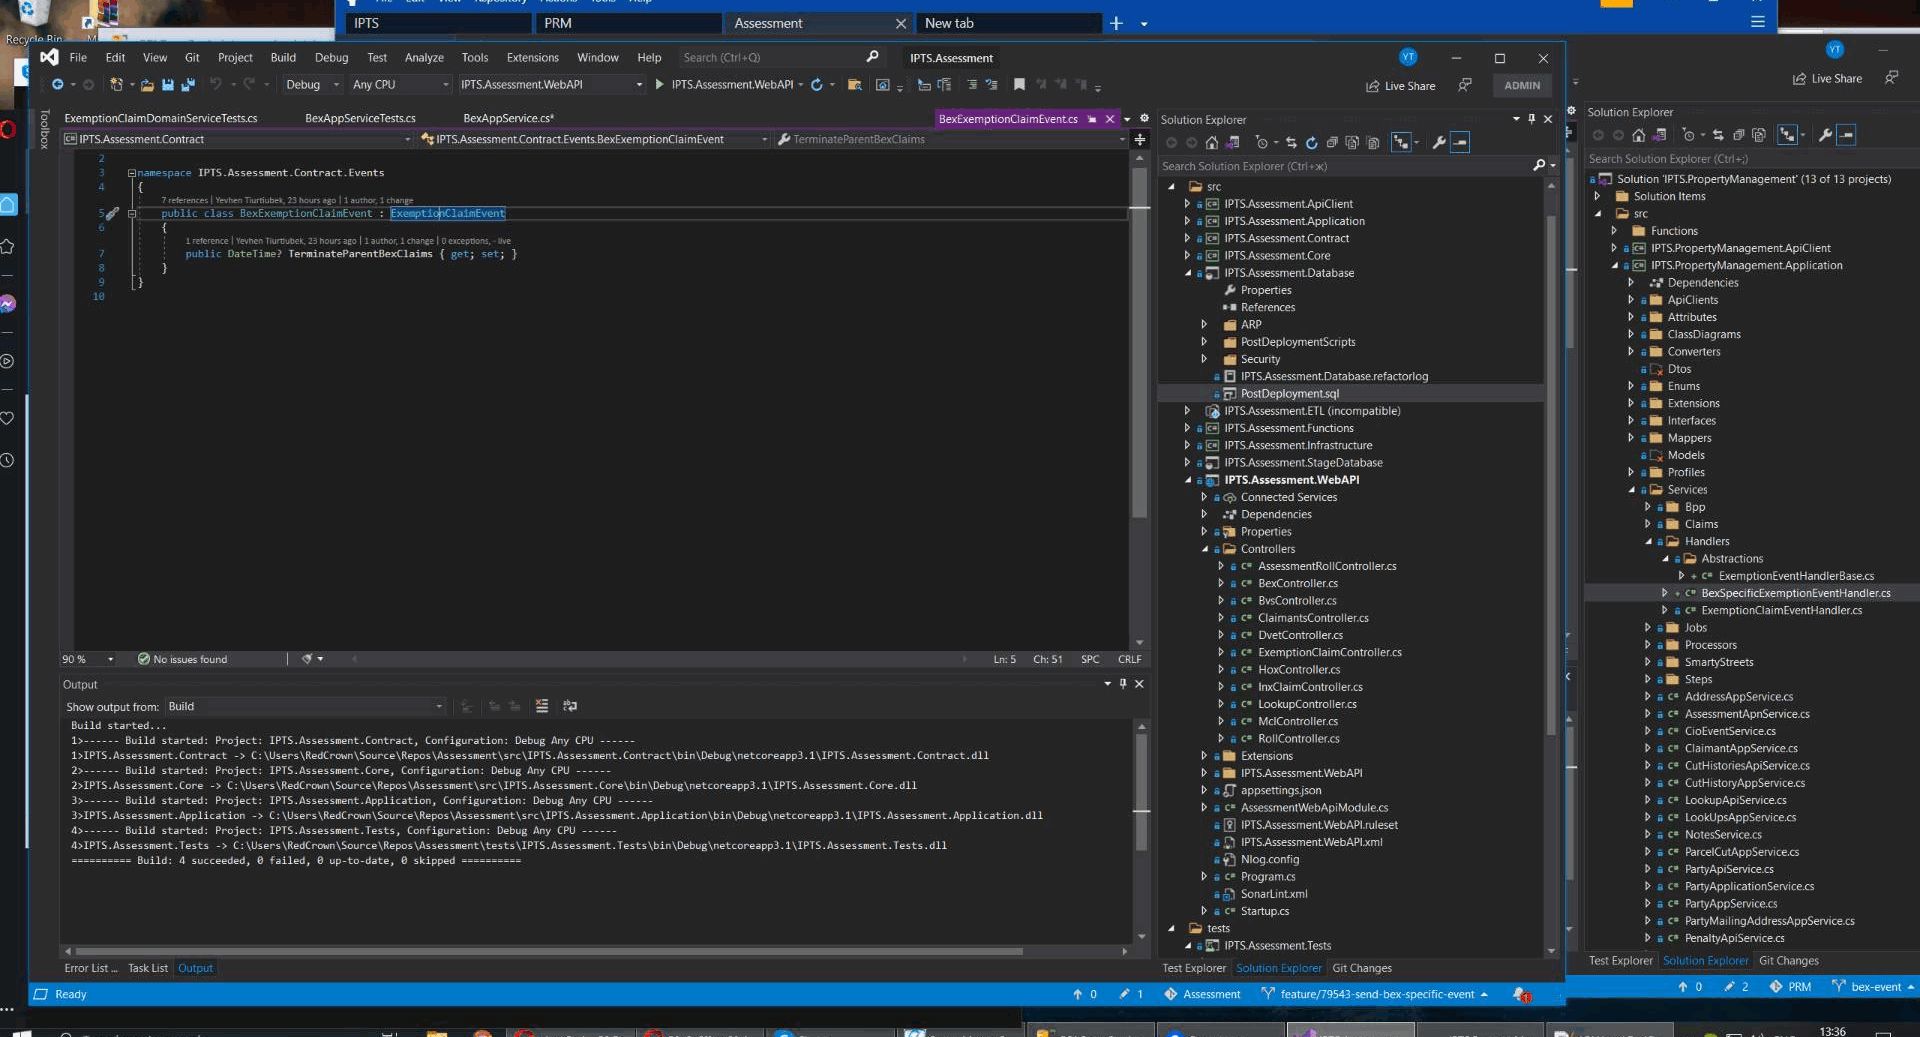 IPTS
PRM
Assessment
New tab
Recycle Bin
File Edit View Git Project Build Debug Test Analyze Tools Extensions Window Help Search (Ctrl+Q) IPTS.Assessment YT
Debug Any CPU IPTS.Assessment.WebAPI IPTS.Assessment.WebAPI Live Share ADMIN
Toolbox
ExemptionClaimDomainServiceTests.cs BexAppServiceTests.cs BexAppService.cs* BexExemptionClaimEvent.cs
IPTS.Assessment.Contract IPTS.Assessment.Contract.Events.BexExemptionClaimEvent TerminateParentBexClaims
2
3 namespace IPTS.Assessment.Contract.Events
4 {
7 references | Yevhen Tiurtiubek, 23 hours ago | 1 author, 1 change
5 public class BexExemptionClaimEvent : ExemptionClaimEvent
6 {
1 reference | Yevhen Tiurtiubek, 23 hours ago | 1 author, 1 change | 0 exceptions, - live
7 public DateTime? TerminateParentBexClaims { get; set; }
8 }
9 }
10
90 % No issues found Ln: 5 Ch: 51 SPC CRLF
Output
Show output from: Build
Build started...
1>------ Build started: Project: IPTS.Assessment.Contract, Configuration: Debug Any CPU ------
1>IPTS.Assessment.Contract -> C:\Users\RedCrown\Source\Repos\Assessment\src\IPTS.Assessment.Contract\bin\Debug\netcoreapp3.1\IPTS.Assessment.Contract.dll
2>------ Build started: Project: IPTS.Assessment.Core, Configuration: Debug Any CPU ------
2>IPTS.Assessment.Core -> C:\Users\RedCrown\Source\Repos\Assessment\src\IPTS.Assessment.Core\bin\Debug\netcoreapp3.1\IPTS.Assessment.Core.dll
3>------ Build started: Project: IPTS.Assessment.Application, Configuration: Debug Any CPU ------
3>IPTS.Assessment.Application -> C:\Users\RedCrown\Source\Repos\Assessment\src\IPTS.Assessment.Application\bin\Debug\netcoreapp3.1\IPTS.Assessment.Application.dll
4>------ Build started: Project: IPTS.Assessment.Tests, Configuration: Debug Any CPU ------
4>IPTS.Assessment.Tests -> C:\Users\RedCrown\Source\Repos\Assessment\tests\IPTS.Assessment.Tests\bin\Debug\netcoreapp3.1\IPTS.Assessment.Tests.dll
========== Build: 4 succeeded, 0 failed, 0 up-to-date, 0 skipped ==========
Error List ... Task List Output
Solution Explorer
Search Solution Explorer (Ctrl+ж)
src
IPTS.Assessment.ApiClient
IPTS.Assessment.Application
IPTS.Assessment.Contract
IPTS.Assessment.Core
IPTS.Assessment.Database
Properties
References
ARP
PostDeploymentScripts
Security
IPTS.Assessment.Database.refactorlog
PostDeployment.sql
IPTS.Assessment.ETL (incompatible)
IPTS.Assessment.Functions
IPTS.Assessment.Infrastructure
IPTS.Assessment.StageDatabase
IPTS.Assessment.WebAPI
Connected Services
Dependencies
Properties
Controllers
AssessmentRollController.cs
BexController.cs
BvsController.cs
ClaimantsController.cs
DvetController.cs
ExemptionClaimController.cs
HoxController.cs
InxClaimController.cs
LookupController.cs
MclController.cs
RollController.cs
Extensions
IPTS.Assessment.WebAPI
appsettings.json
AssessmentWebApiModule.cs
IPTS.Assessment.WebAPI.ruleset
IPTS.Assessment.WebAPI.xml
Nlog.config
Program.cs
SonarLint.xml
Startup.cs
tests
IPTS.Assessment.Tests
Test Explorer Solution Explorer Git Changes
YT
Live Share
Solution Explorer
Search Solution Explorer (Ctrl+;)
Solution 'IPTS.PropertyManagement' (13 of 13 projects)
Solution Items
src
Functions
IPTS.PropertyManagement.ApiClient
IPTS.PropertyManagement.Application
Dependencies
ApiClients
Attributes
ClassDiagrams
Converters
Dtos
Enums
Extensions
Interfaces
Mappers
Models
Profiles
Services
Bpp
Claims
Handlers
Abstractions
ExemptionEventHandlerBase.cs
BexSpecificExemptionEventHandler.cs
ExemptionClaimEventHandler.cs
Jobs
Processors
SmartyStreets
Steps
AddressAppService.cs
AssessmentApnService.cs
CioEventService.cs
ClaimantAppService.cs
CutHistoriesApiService.cs
CutHistoryAppService.cs
LookupApiService.cs
LookUpsAppService.cs
NotesService.cs
ParcelCutAppService.cs
PartyApiService.cs
PartyApplicationService.cs
PartyAppService.cs
PartyMailingAddressAppService.cs
PenaltyApiService.cs
Test Explorer Solution Explorer Git Changes
Ready 0 1 Assessment feature/79543-send-bex-specific-event 1
0 2 PRM bex-event
13:36